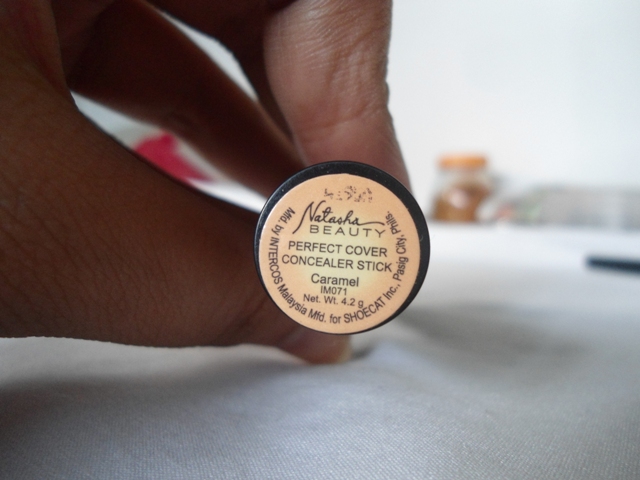 Natasha
BEAUTY
PERFECT COVER
CONCEALER STICK
Caramel
IM071
Net. Wt. 4.2 g
Mfd. by INTERCOS Malaysia Mfd. for SHOECAT Inc., Pasig City, Phils.